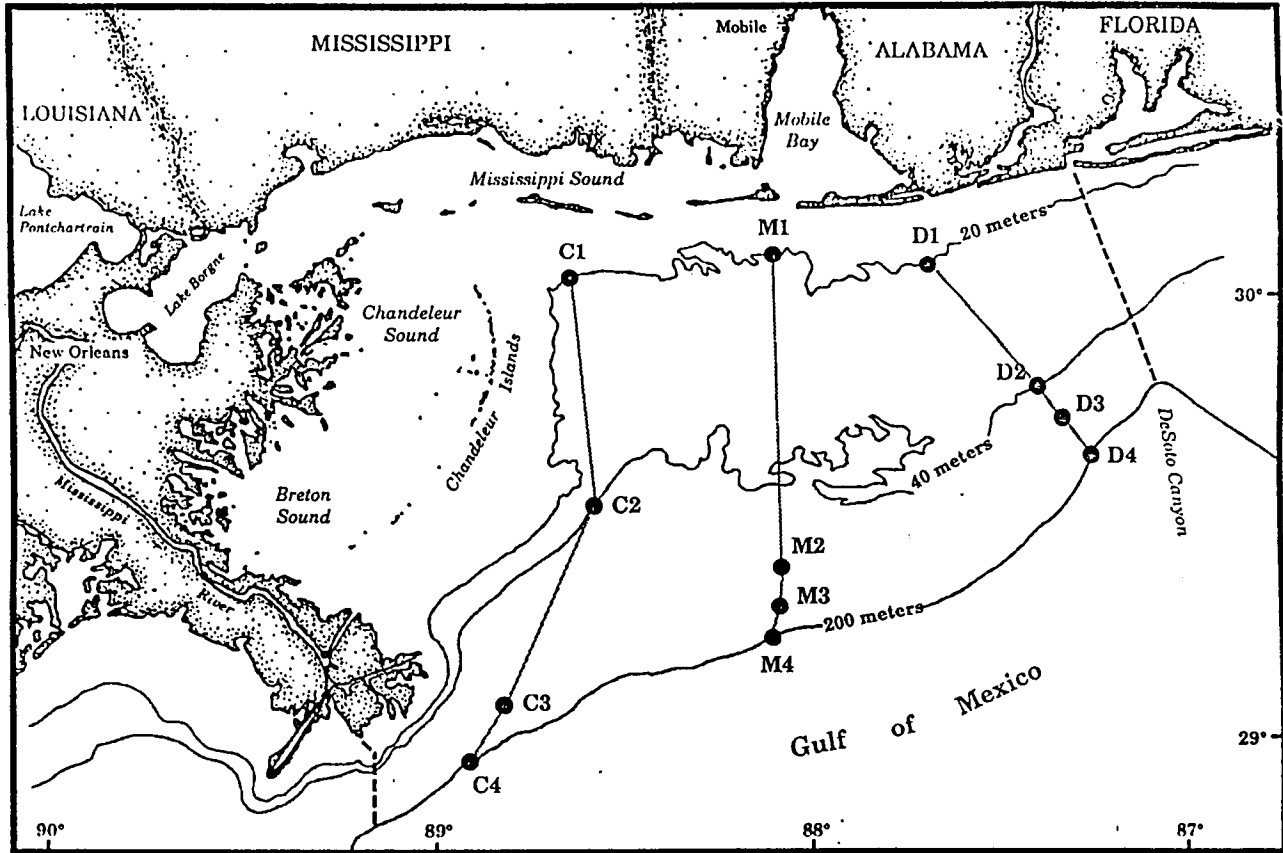 MISSISSIPPI
Mobile
ALABAMA
FLORIDA
LOUISIANA
Mobile
Bay
Mississippi Sound
Lake
Pontchartrain
Lake Borgne
M1
D1
20 meters
C1
30°
Chandeleur
Sound
New Orleans
Chandeleur Islands
D2
D3
D4
DeSoto Canyon
40 meters
Breton
Sound
Mississippi
River
C2
M2
M3
200 meters
M4
C3
Gulf of Mexico
29°
C4
90°
89°
88°
87°